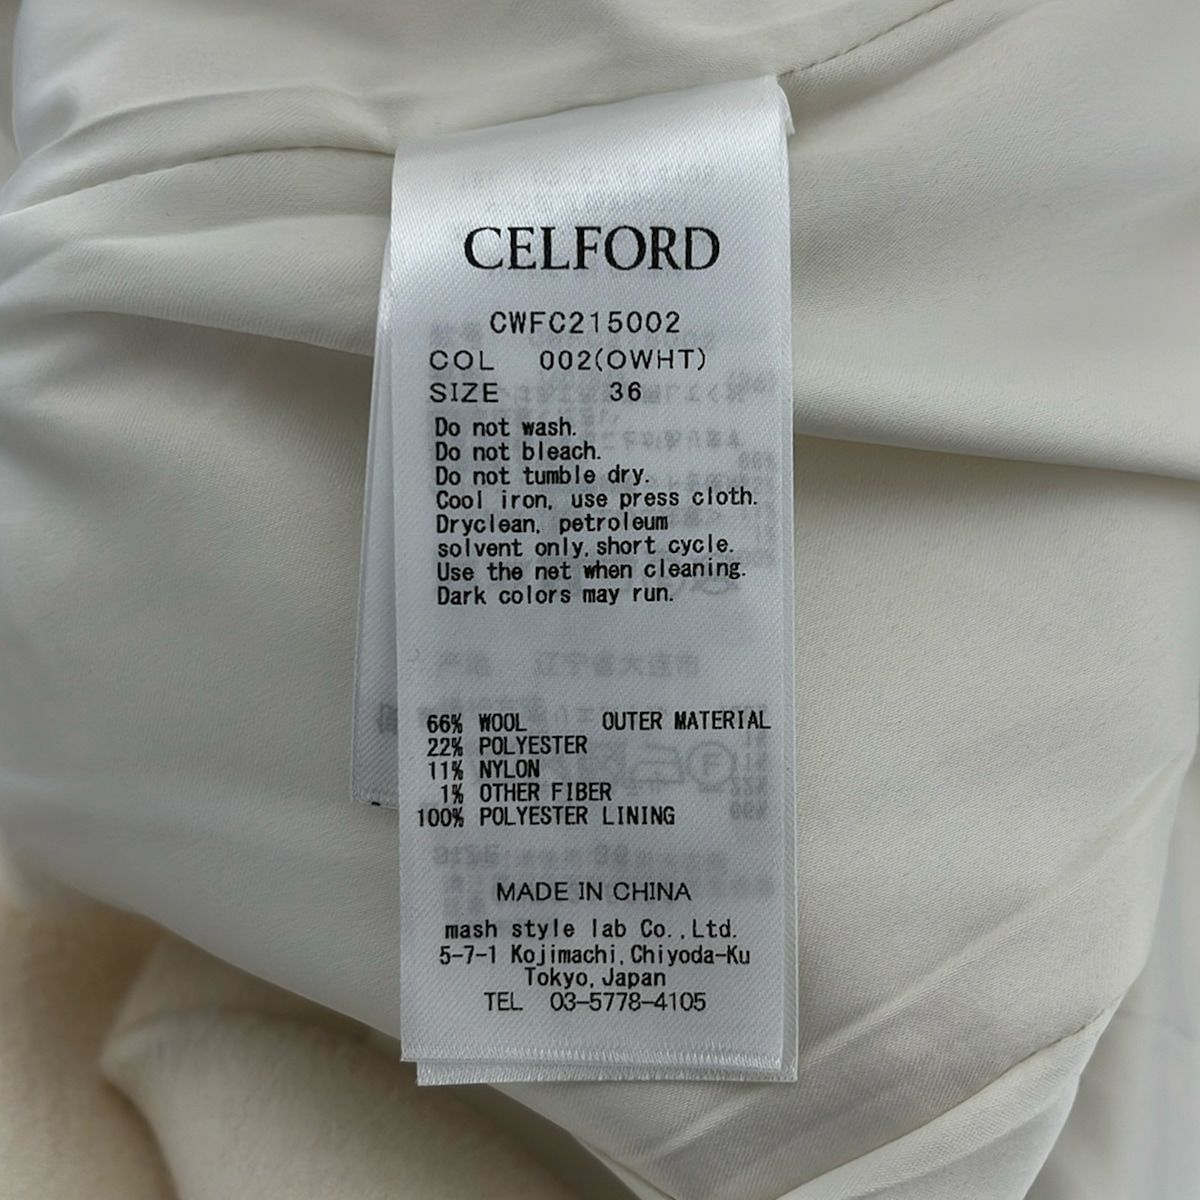 CELFORD
CWFC215002
COL 002(OWHT)
SIZE 36
Do not wash.
Do not bleach.
Do not tumble dry.
Cool iron, use press cloth.
Dryclean, petroleum
solvent only, short cycle.
Use the net when cleaning.
Dark colors may run.
66% WOOL OUTER MATERIAL
22% POLYESTER
11% NYLON
1% OTHER FIBER
100% POLYESTER LINING
MADE IN CHINA
mash style lab Co.,Ltd.
5-7-1 Kojimachi, Chiyoda-Ku
Tokyo, Japan
TEL 03-5778-4105